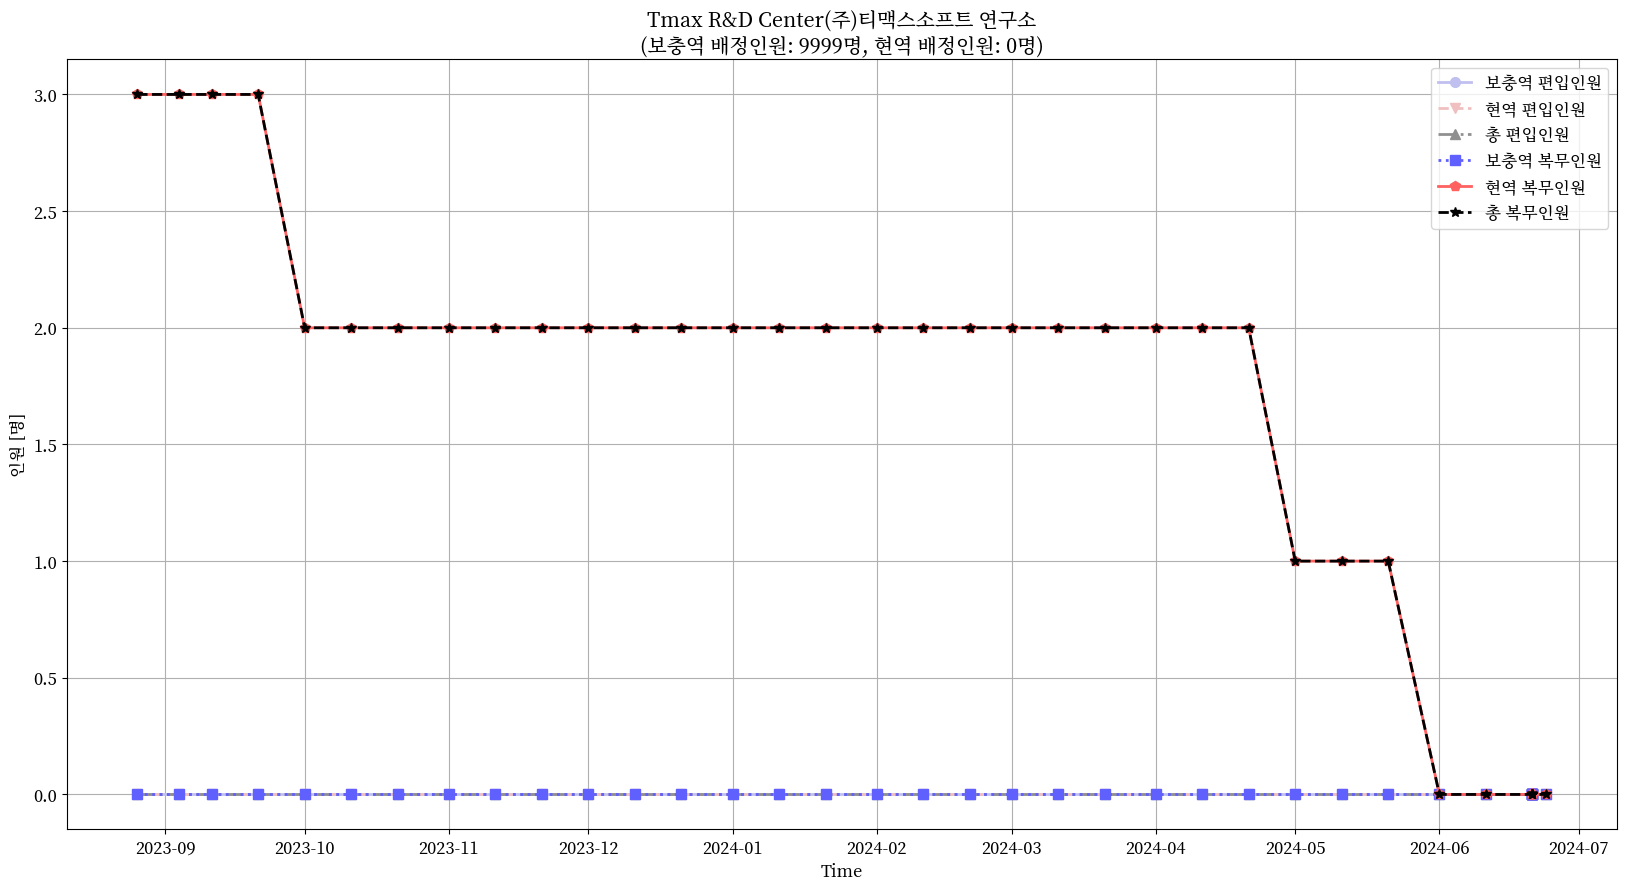 Tmax R&D Center(주)티맥스소프트 연구소
(보충역 배정인원: 9999명, 현역 배정인원: 0명)
보충역 편입인원
현역 편입인원
총 편입인원
보충역 복무인원
현역 복무인원
총 복무인원
인원 [명]
3.0
2.5
2.0
1.5
1.0
0.5
0.0
2023-09 2023-10 2023-11 2023-12 2024-01 2024-02 2024-03 2024-04 2024-05 2024-06 2024-07
Time